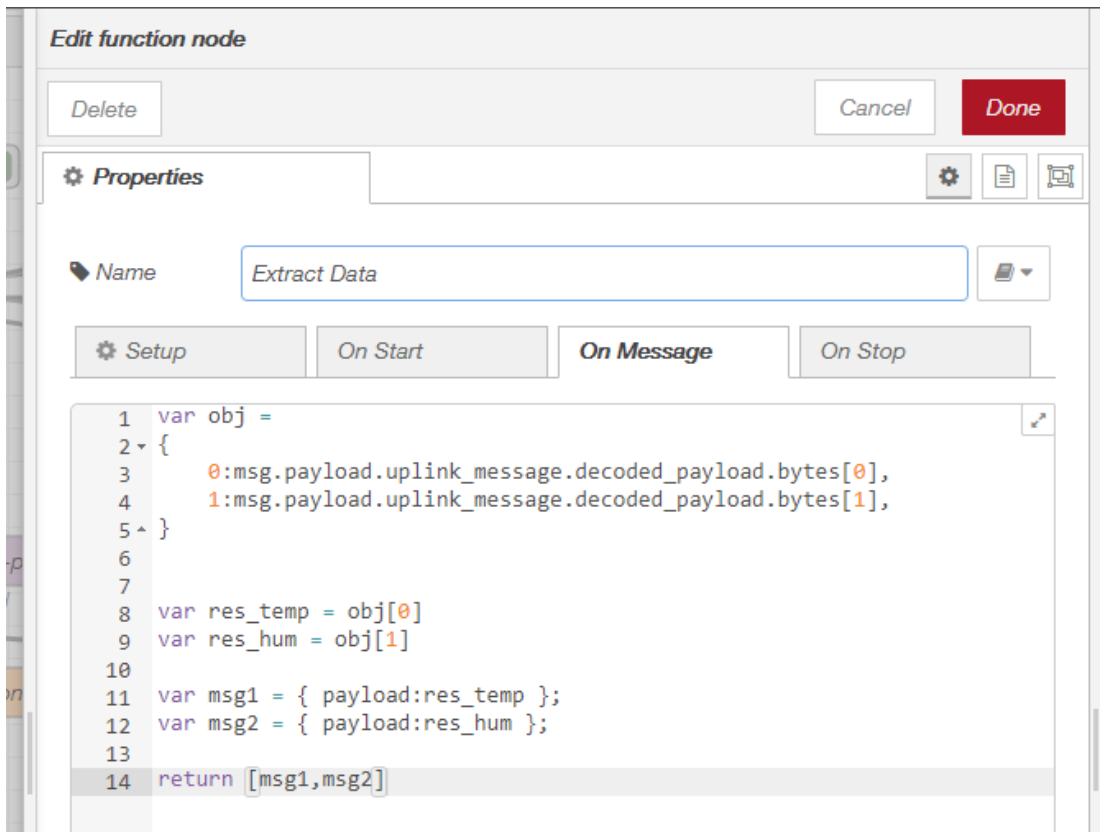 Edit function node
Delete Cancel Done
Properties
Name Extract Data
Setup On Start On Message On Stop
1 var obj =
2 {
3 0:msg.payload.uplink_message.decoded_payload.bytes[0],
4 1:msg.payload.uplink_message.decoded_payload.bytes[1],
5 }
6
7
8 var res_temp = obj[0]
9 var res_hum = obj[1]
10
11 var msg1 = { payload:res_temp };
12 var msg2 = { payload:res_hum };
13
14 return [msg1,msg2]
-p
on